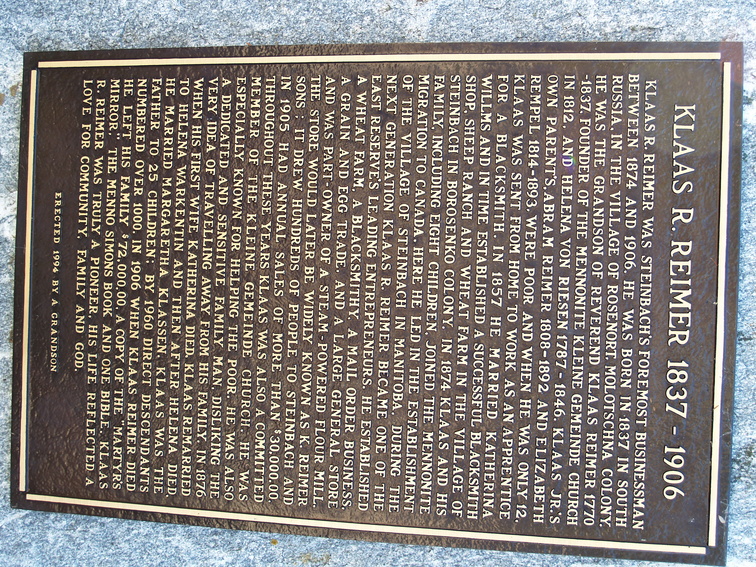 KLAAS R. REIMER 1837 - 1906
KLAAS R. REIMER WAS STEINBACH'S FOREMOST BUSINESSMAN
BETWEEN 1874 AND 1906. HE WAS BORN IN 1837 IN SOUTH
RUSSIA, IN THE VILLAGE OF ROSENORT, MOLOTSCHNA COLONY.
HE WAS THE GRANDSON OF REVEREND KLAAS REIMER 1770
-1837, FOUNDER OF THE MENNONITE KLEINE GEMEINDE CHURCH
IN 1812, AND HELENA VON RIESEN 1787-1846. KLAAS JR.'S
OWN PARENTS, ABRAM REIMER 1808-1892 AND ELIZABETH
REMPEL 1814-1893, WERE POOR AND WHEN HE WAS ONLY 12,
KLAAS WAS SENT FROM HOME TO WORK AS AN APPRENTICE
FOR A BLACKSMITH. IN 1857 HE MARRIED KATHERINA
WILLMS AND IN TIME ESTABLISHED A SUCCESSFUL BLACKSMITH
SHOP, SHEEP RANCH AND WHEAT FARM IN THE VILLAGE OF
STEINBACH IN BOROSENKO COLONY. IN 1874 KLAAS AND HIS
FAMILY, INCLUDING EIGHT CHILDREN, JOINED THE MENNONITE
MIGRATION TO CANADA. HERE HE LED IN THE ESTABLISHMENT
OF THE VILLAGE OF STEINBACH IN MANITOBA. DURING THE
NEXT GENERATION, KLAAS R. REIMER BECAME ONE OF THE
EAST RESERVE'S LEADING ENTREPRENEURS. HE ESTABLISHED
A WHEAT FARM, A BLACKSMITHY, A MAIL ORDER BUSINESS,
A GRAIN AND EGG TRADE, AND A LARGE GENERAL STORE
AND WAS PART-OWNER OF A STEAM-POWERED FLOUR MILL.
THE STORE WOULD LATER BE WIDELY KNOWN AS K. REIMER
SONS; IT DREW HUNDREDS OF PEOPLE TO STEINBACH AND
IN 1905 HAD ANNUAL SALES OF MORE THAN $30,000.00.
THROUGHOUT THESE YEARS KLAAS WAS ALSO A COMMITTED
MEMBER OF THE KLEINE GEMEINDE CHURCH; HE WAS
ESPECIALLY KNOWN FOR HELPING THE POOR. HE WAS ALSO
A DEDICATED AND SENSITIVE FAMILY MAN, DISLIKING THE
VERY IDEA OF TRAVELLING AWAY FROM HIS FAMILY. IN 1876
WHEN HIS FIRST WIFE, KATHERINA DIED, KLAAS REMARRIED
TO HELENA WARKENTIN AND THEN AFTER HELENA DIED,
HE MARRIED MARGARETHA KLASSEN. KLAAS WAS THE
FATHER TO 25 CHILDREN; BY 1960 DIRECT DESCENDANTS
NUMBERED OVER 1000. IN 1906 WHEN KLAAS REIMER DIED
HE LEFT HIS FAMILY $72,000.00, A COPY OF THE "MARTYR'S
MIRROR", THE MENNO SIMONS BOOK AND ONE BIBLE. KLAAS
R. REIMER WAS TRULY A PIONEER. HIS LIFE REFLECTED A
LOVE FOR COMMUNITY, FAMILY AND GOD.
ERECTED 1994 BY A GRANDSON